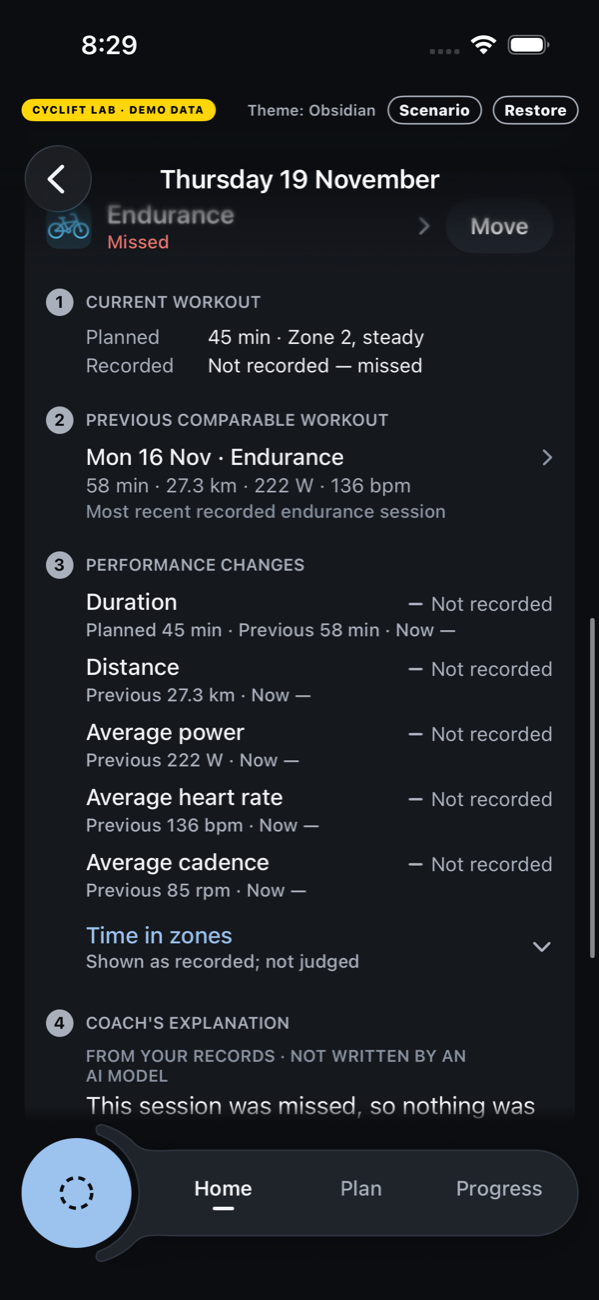 8:29
CYCLIFT LAB · DEMO DATA
Theme: Obsidian
Scenario
Restore
Thursday 19 November
Endurance
Missed
Move
1 CURRENT WORKOUT
Planned 45 min · Zone 2, steady
Recorded Not recorded — missed
2 PREVIOUS COMPARABLE WORKOUT
Mon 16 Nov · Endurance
58 min · 27.3 km · 222 W · 136 bpm
Most recent recorded endurance session
3 PERFORMANCE CHANGES
Duration — Not recorded
Planned 45 min · Previous 58 min · Now —
Distance — Not recorded
Previous 27.3 km · Now —
Average power — Not recorded
Previous 222 W · Now —
Average heart rate — Not recorded
Previous 136 bpm · Now —
Average cadence — Not recorded
Previous 85 rpm · Now —
Time in zones
Shown as recorded; not judged
4 COACH'S EXPLANATION
FROM YOUR RECORDS · NOT WRITTEN BY AN
AI MODEL
This session was missed, so nothing was
Home
Plan
Progress